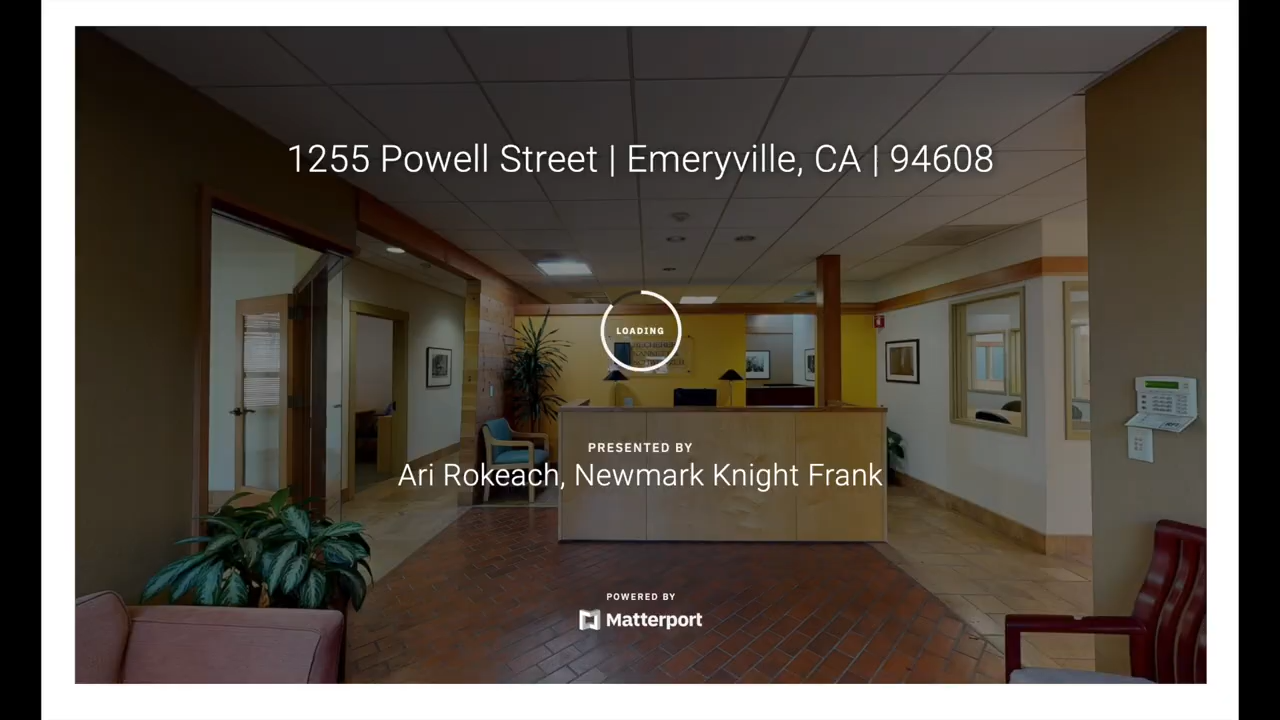 1255 Powell Street | Emeryville, CA | 94608
LOADING
PRESENTED BY
Ari Rokeach, Newmark Knight Frank
POWERED BY
Matterport